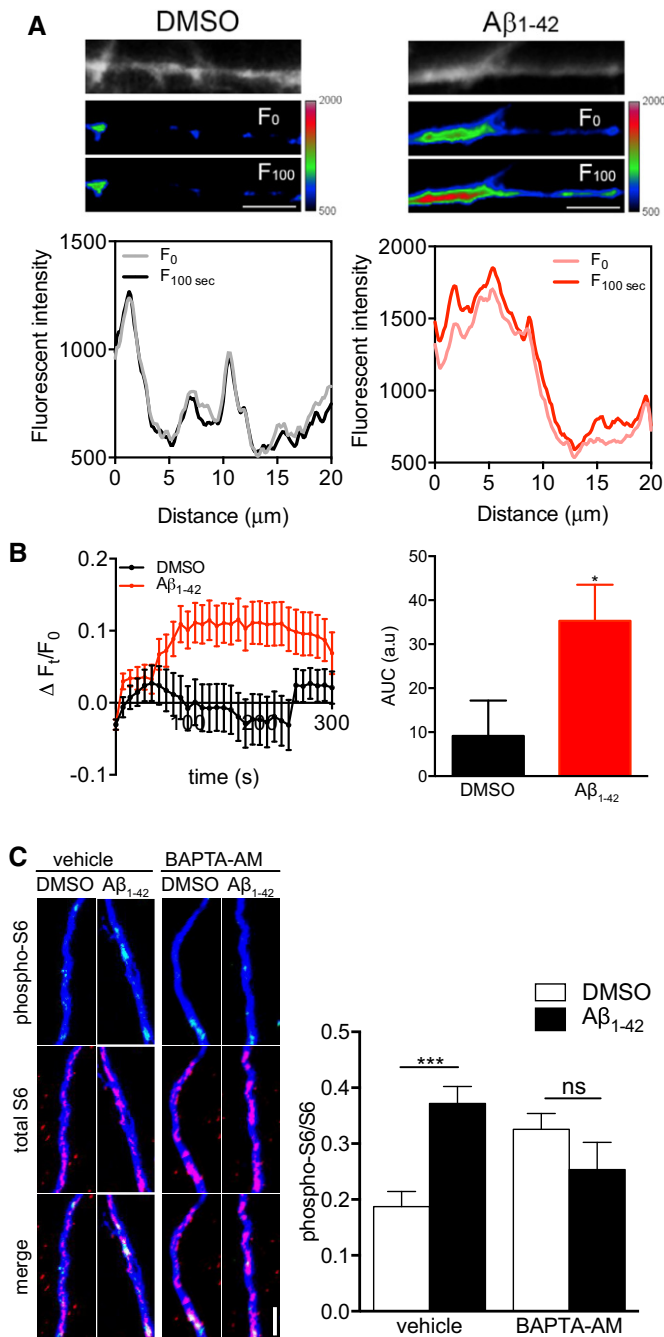 A
DMSO
Aβ1-42
F0
F100
2000
500
F0
F100
2000
500
Fluorescent intensity
1500
1000
500
F0
F100 sec
0 5 10 15 20
Distance (μm)
Fluorescent intensity
2000
1500
1000
500
F0
F100 sec
0 5 10 15 20
Distance (μm)
B
Δ Ft/F0
0.2
0.1
0.0
-0.1
DMSO
Aβ1-42
100 200 300
time (s)
AUC (a.u)
50
40
30
20
10
0
*
DMSO
Aβ1-42
C
vehicle
BAPTA-AM
DMSO Aβ1-42
DMSO Aβ1-42
phospho-S6
total S6
merge
DMSO
Aβ1-42
phospho-S6/S6
0.5
0.4
0.3
0.2
0.1
0.0
***
ns
vehicle
BAPTA-AM